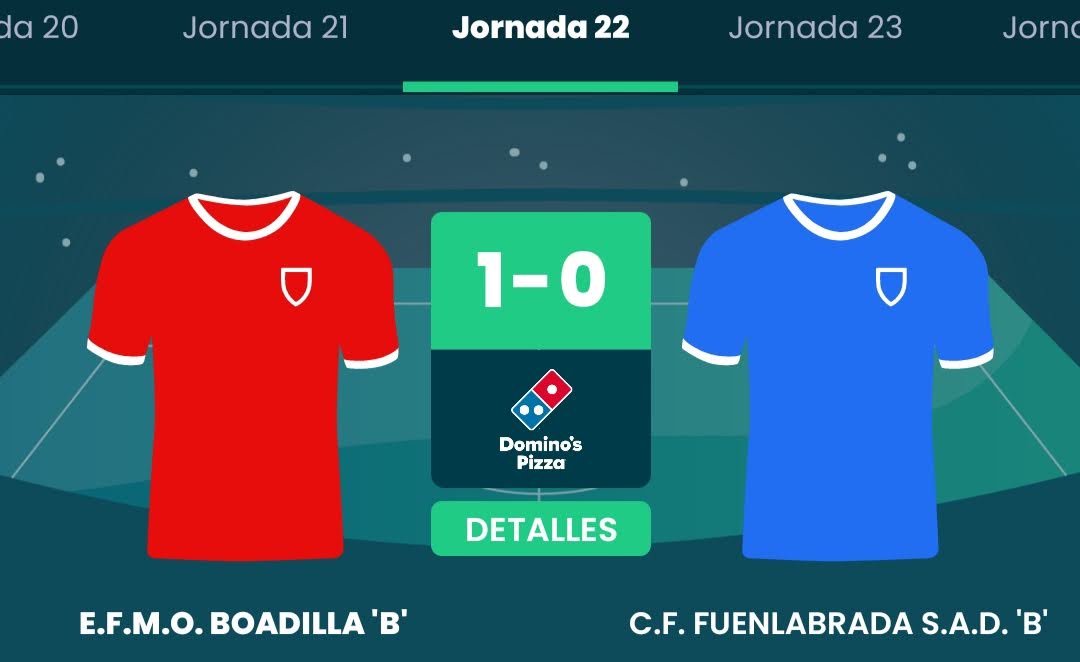 da 20 Jornada 21 Jornada 22 Jornada 23 Jorna
1-0
Domino's
Pizza
DETALLES
E.F.M.O. BOADILLA 'B' C.F. FUENLABRADA S.A.D. 'B'